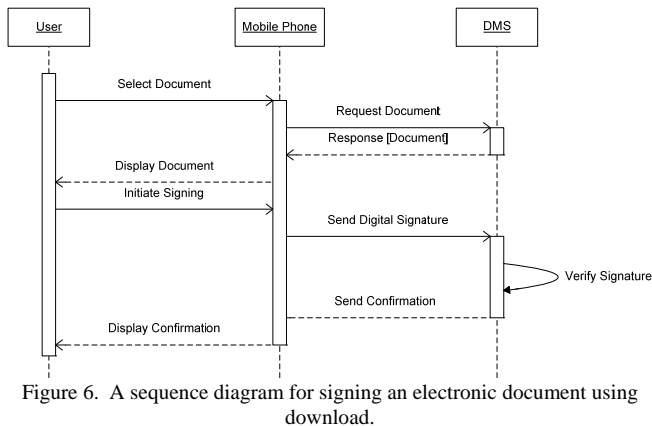 User
Mobile Phone
DMS
Select Document
Request Document
Response [Document]
Display Document
Initiate Signing
Send Digital Signature
Verify Signature
Send Confirmation
Display Confirmation
Figure 6. A sequence diagram for signing an electronic document using
download.